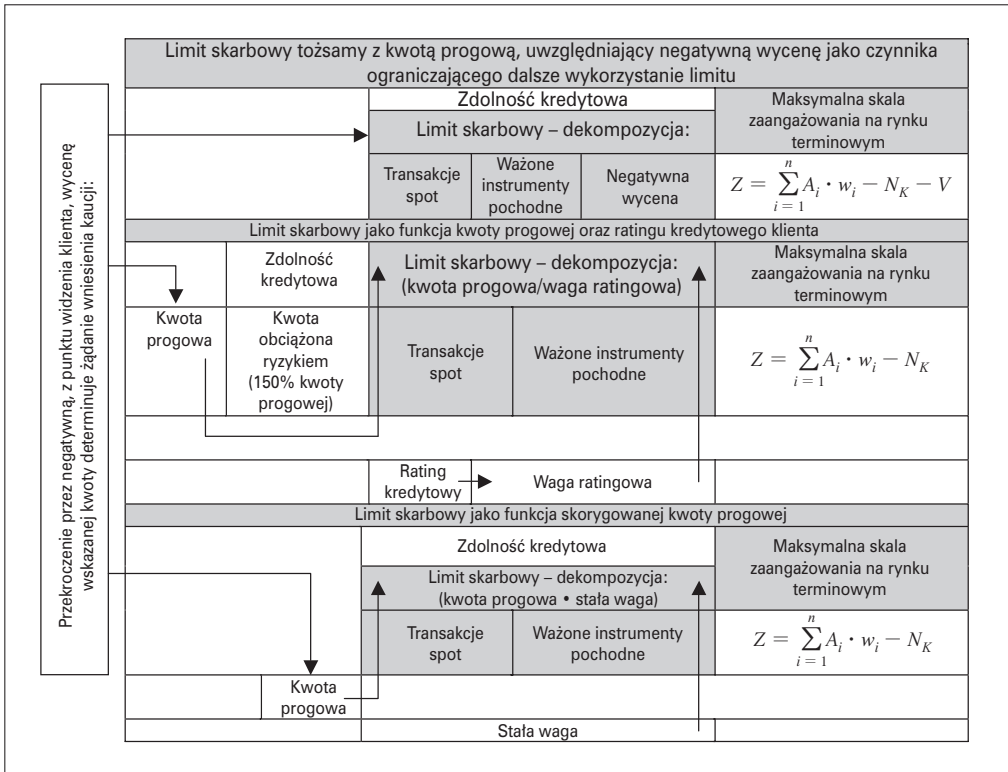 Przekroczenie przez negatywną, z punktu widzenia klienta, wycenę
wskazanej kwoty determinuje żądanie wniesienia kaucji:
Limit skarbowy tożsamy z kwotą progową, uwzględniający negatywną wycenę jako czynnika
ograniczającego dalsze wykorzystanie limitu
Zdolność kredytowa
Limit skarbowy – dekompozycja:
Maksymalna skala
zaangażowania na rynku
terminowym
Transakcje
spot
Ważone
instrumenty
pochodne
Negatywna
wycena
Z = \sum_{i=1}^{n} A_i · w_i − N_K − V
Limit skarbowy jako funkcja kwoty progowej oraz ratingu kredytowego klienta
Zdolność
kredytowa
Limit skarbowy – dekompozycja:
(kwota progowa/waga ratingowa)
Maksymalna skala
zaangażowania na rynku
terminowym
Kwota
progowa
Kwota
obciążona
ryzykiem
(150% kwoty
progowej)
Transakcje
spot
Ważone instrumenty
pochodne
Z = \sum_{i=1}^{n} A_i · w_i − N_K
Rating
kredytowy
Waga ratingowa
Limit skarbowy jako funkcja skorygowanej kwoty progowej
Zdolność kredytowa
Limit skarbowy – dekompozycja:
(kwota progowa • stała waga)
Maksymalna skala
zaangażowania na rynku
terminowym
Transakcje
spot
Ważone instrumenty
pochodne
Z = \sum_{i=1}^{n} A_i · w_i − N_K
Kwota
progowa
Stała waga